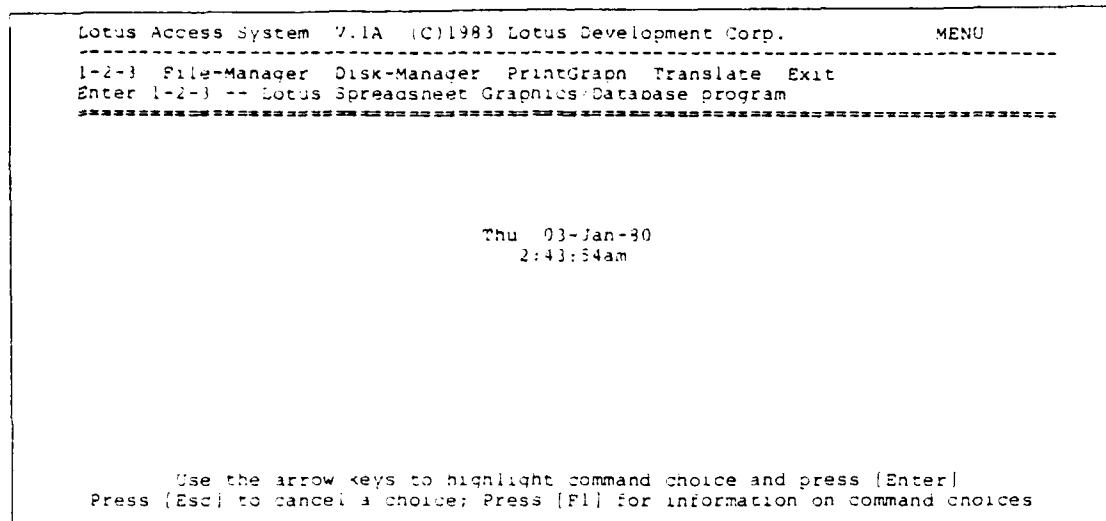 Lotus Access System V.1A (C)1983 Lotus Development Corp. MENU
1-2-3 File-Manager Disk-Manager PrintGraph Translate Exit
Enter 1-2-3 -- Lotus Spreadsheet Graphics/Database program
Thu 03-Jan-80
2:43:54am
Use the arrow keys to highlight command choice and press [Enter]
Press [Esc] to cancel a choice; Press [F1] for information on command choices